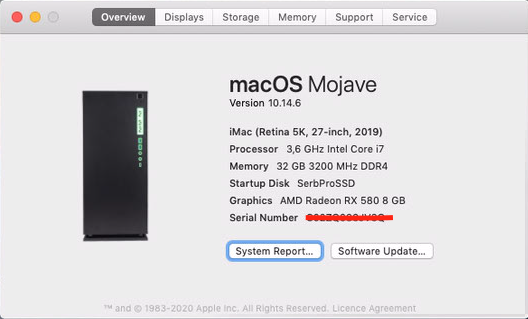 Overview Displays Storage Memory Support Service
macOS Mojave
Version 10.14.6
iMac (Retina 5K, 27-inch, 2019)
Processor 3,6 GHz Intel Core i7
Memory 32 GB 3200 MHz DDR4
Startup Disk SerbProSSD
Graphics AMD Radeon RX 580 8 GB
Serial Number
System Report... Software Update...
™ and © 1983-2020 Apple Inc. All Rights Reserved. Licence Agreement